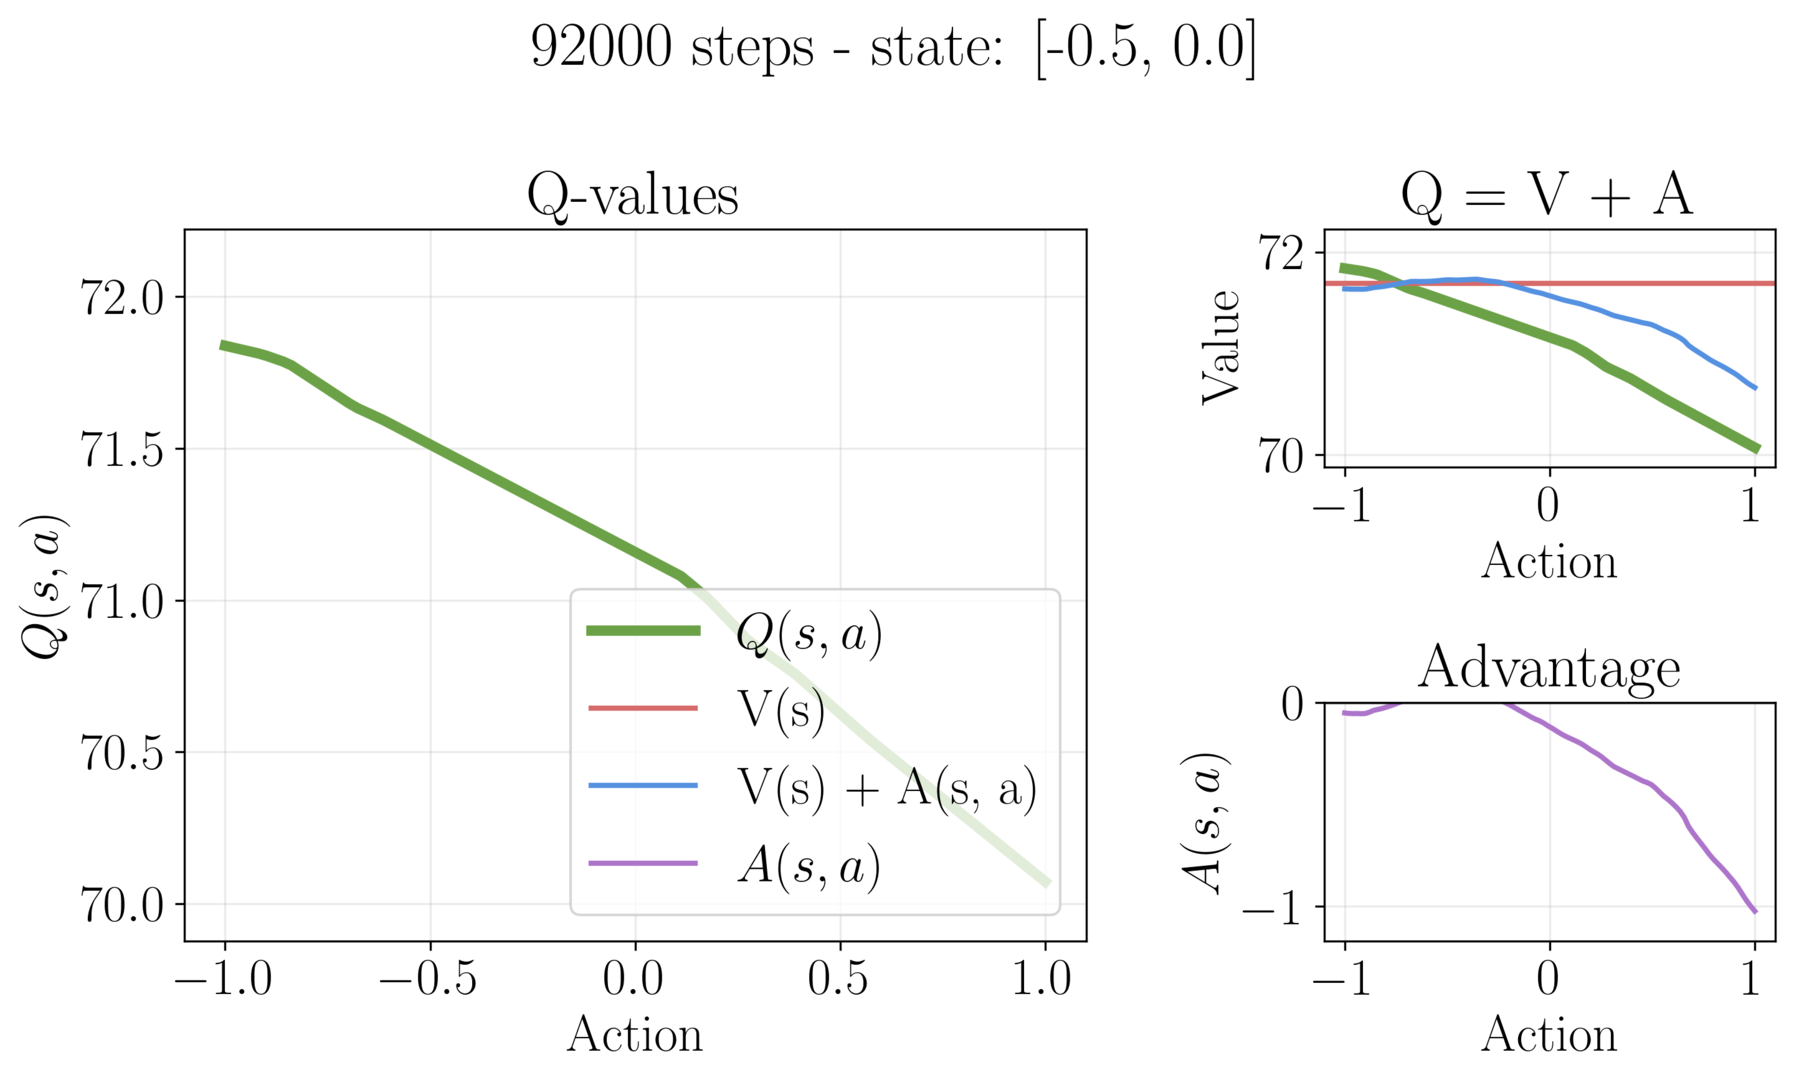 92000 steps - state: [-0.5, 0.0]
Q-values
Q(s, a)
72.0
71.5
71.0
70.5
70.0
−1.0
−0.5
0.0
0.5
1.0
Action
Q(s, a)
V(s)
V(s) + A(s, a)
A(s, a)
Q = V + A
Value
72
70
−1
0
1
Action
Advantage
A(s, a)
0
−1
−1
0
1
Action